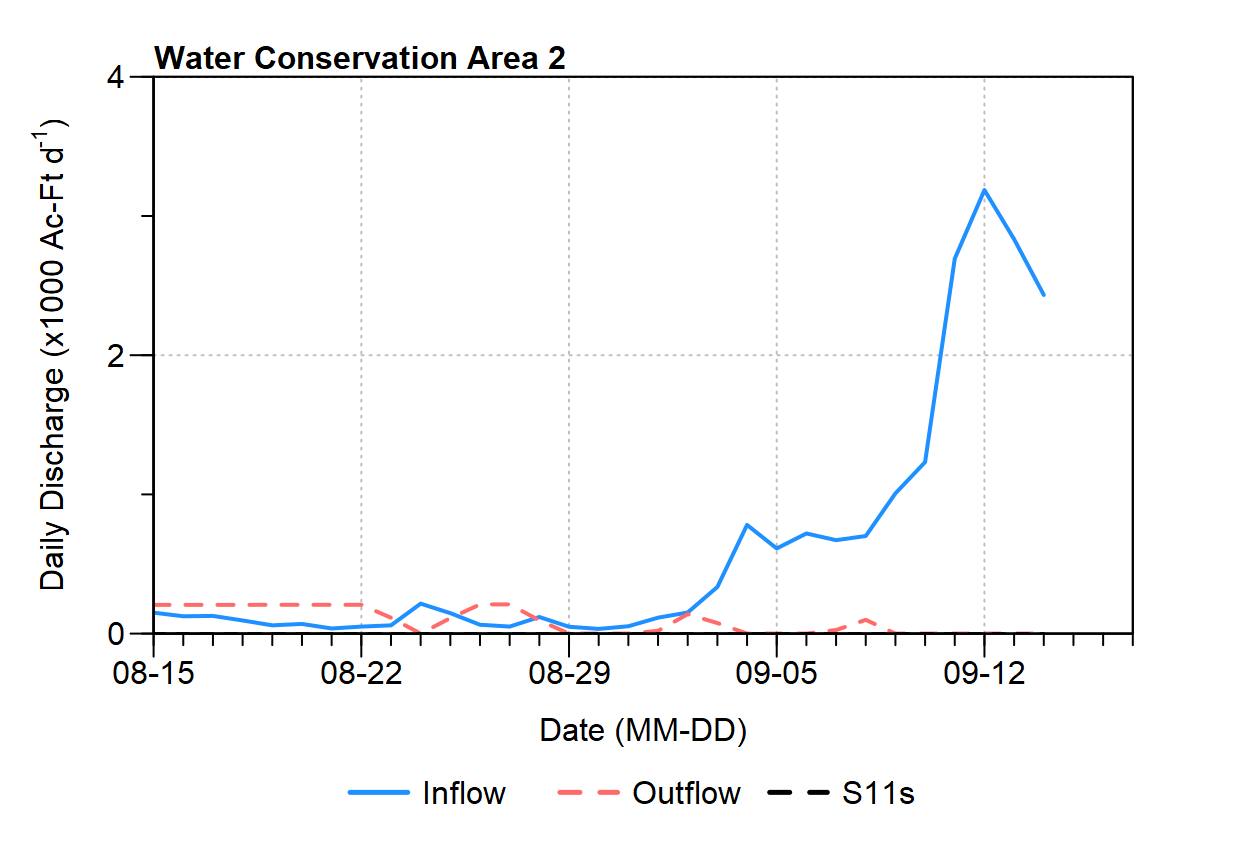 Water Conservation Area 2
Daily Discharge (x1000 Ac-Ft d⁻¹)
4
2
0
08-15 08-22 08-29 09-05 09-12
Date (MM-DD)
Inflow Outflow S11s